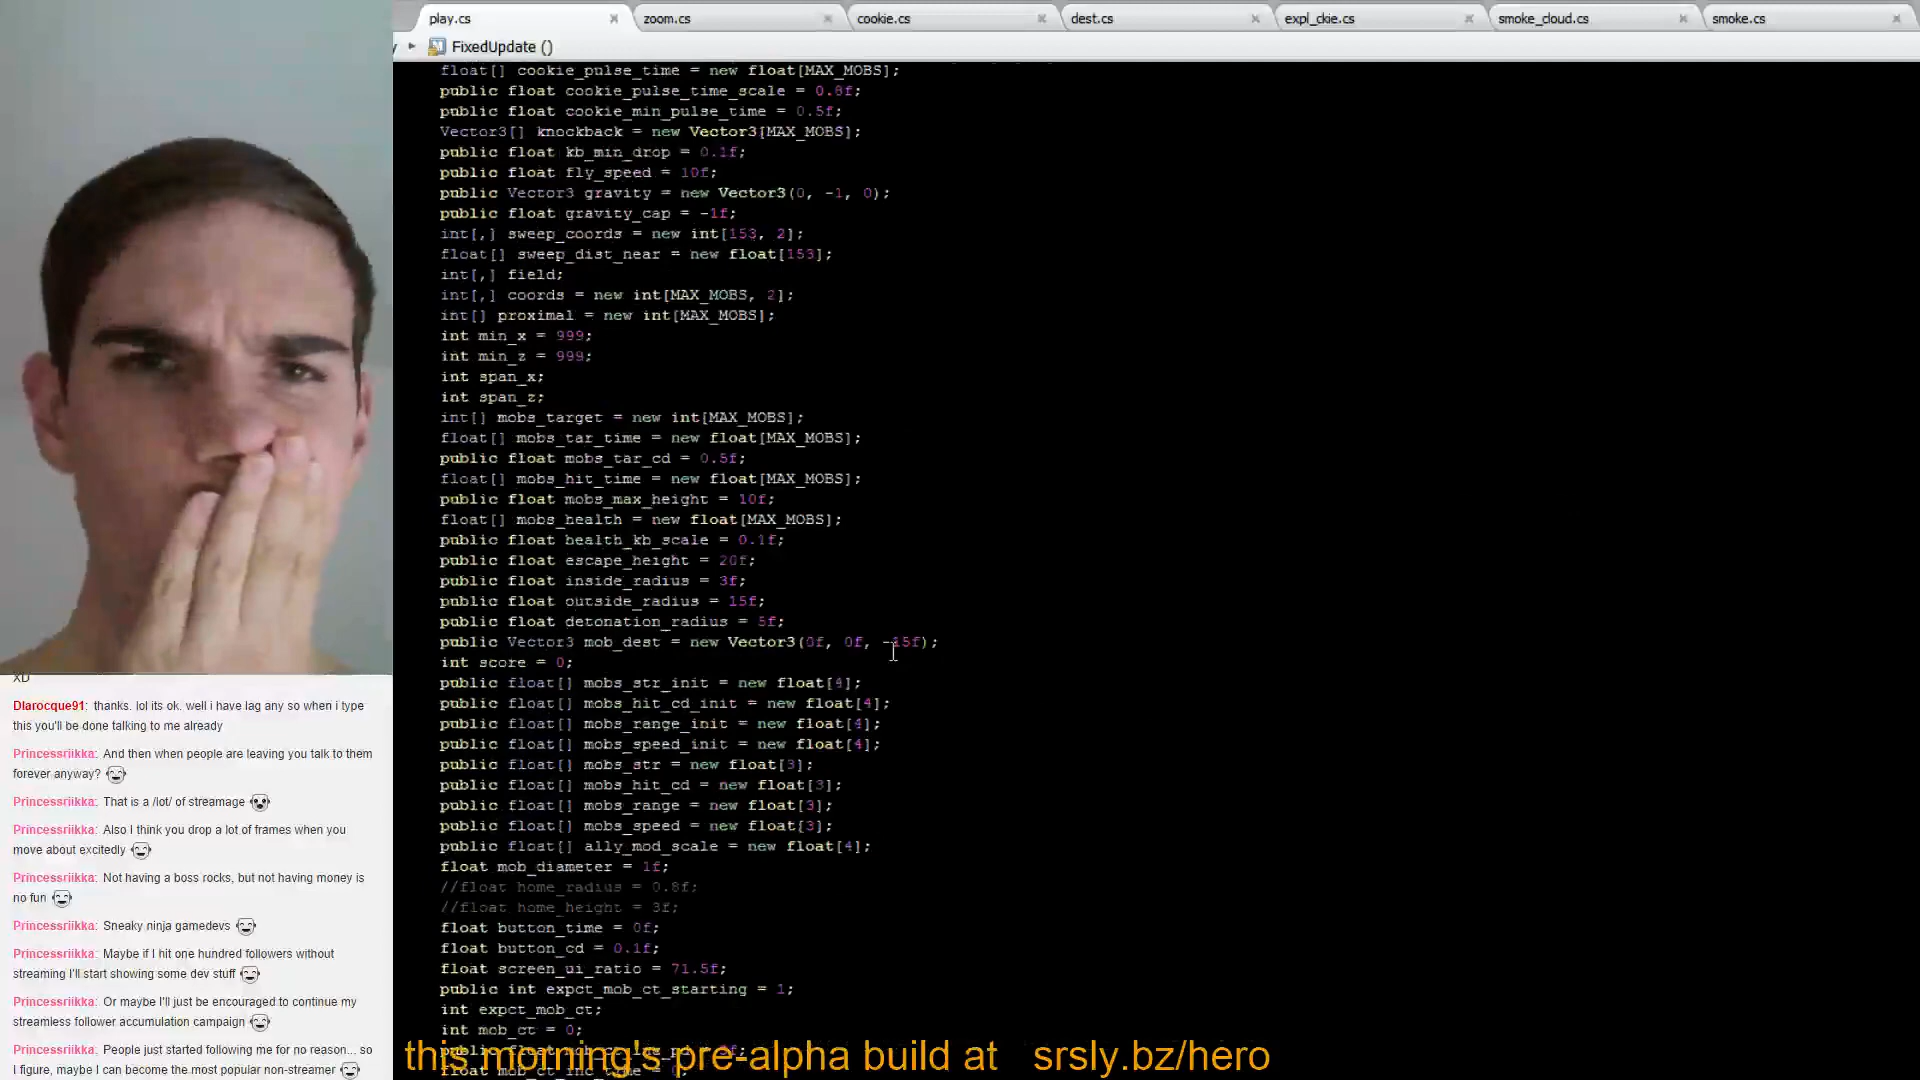 play.cs
zoom.cs
cookie.cs
dest.cs
expl_ckie.cs
smoke_cloud.cs
smoke.cs
FixedUpdate ()
float[] cookie_pulse_time = new float[MAX_MOBS];
public float cookie_pulse_time_scale = 0.8f;
public float cookie_min_pulse_time = 0.5f;
Vector3[] knockback = new Vector3[MAX_MOBS];
public float kb_min_drop = 0.1f;
public float fly_speed = 10f;
public Vector3 gravity = new Vector3(0, -1, 0);
public float gravity_cap = -1f;
int[,] sweep_coords = new int[153, 2];
float[] sweep_dist_near = new float[153];
int[,] field;
int[,] coords = new int[MAX_MOBS, 2];
int[] proximal = new int[MAX_MOBS];
int min_x = 999;
int min_z = 999;
int span_x;
int span_z;
int[] mobs_target = new int[MAX_MOBS];
float[] mobs_tar_time = new float[MAX_MOBS];
public float mobs_tar_cd = 0.5f;
float[] mobs_hit_time = new float[MAX_MOBS];
public float mobs_max_height = 10f;
float[] mobs_health = new float[MAX_MOBS];
public float health_kb_scale = 0.1f;
public float escape_height = 20f;
public float inside_radius = 3f;
public float outside_radius = 15f;
public float detonation_radius = 5f;
public Vector3 mob_dest = new Vector3(0f, 0f, -15f);
int score = 0;
public float[] mobs_str_init = new float[4];
public float[] mobs_hit_cd_init = new float[4];
public float[] mobs_range_init = new float[4];
public float[] mobs_speed_init = new float[4];
public float[] mobs_str = new float[3];
public float[] mobs_hit_cd = new float[3];
public float[] mobs_range = new float[3];
public float[] mobs_speed = new float[3];
public float[] ally_mod_scale = new float[4];
float mob_diameter = 1f;
//float home_radius = 0.8f;
//float home_height = 3f;
float button_time = 0f;
float button_cd = 0.1f;
float screen_ui_ratio = 71.5f;
public int expct_mob_ct_starting = 1;
int expct_mob_ct;
int mob_ct = 0;
this morning's pre-alpha build at srsly.bz/hero
XD
Dlarocque91: thanks. lol its ok. well i have lag any so when i type
this you'll be done talking to me already
Princessriikka: And then when people are leaving you talk to them
forever anyway?
Princessriikka: That is a /lot/ of streamage
Princessriikka: Also I think you drop a lot of frames when you
move about excitedly
Princessriikka: Not having a boss rocks, but not having money is
no fun
Princessriikka: Sneaky ninja gamedevs
Princessriikka: Maybe if I hit one hundred followers without
streaming I'll start showing some dev stuff
Princessriikka: Or maybe I'll just be encouraged to continue my
streamless follower accumulation campaign
Princessriikka: People just started following me for no reason... so
I figure, maybe I can become the most popular non-streamer